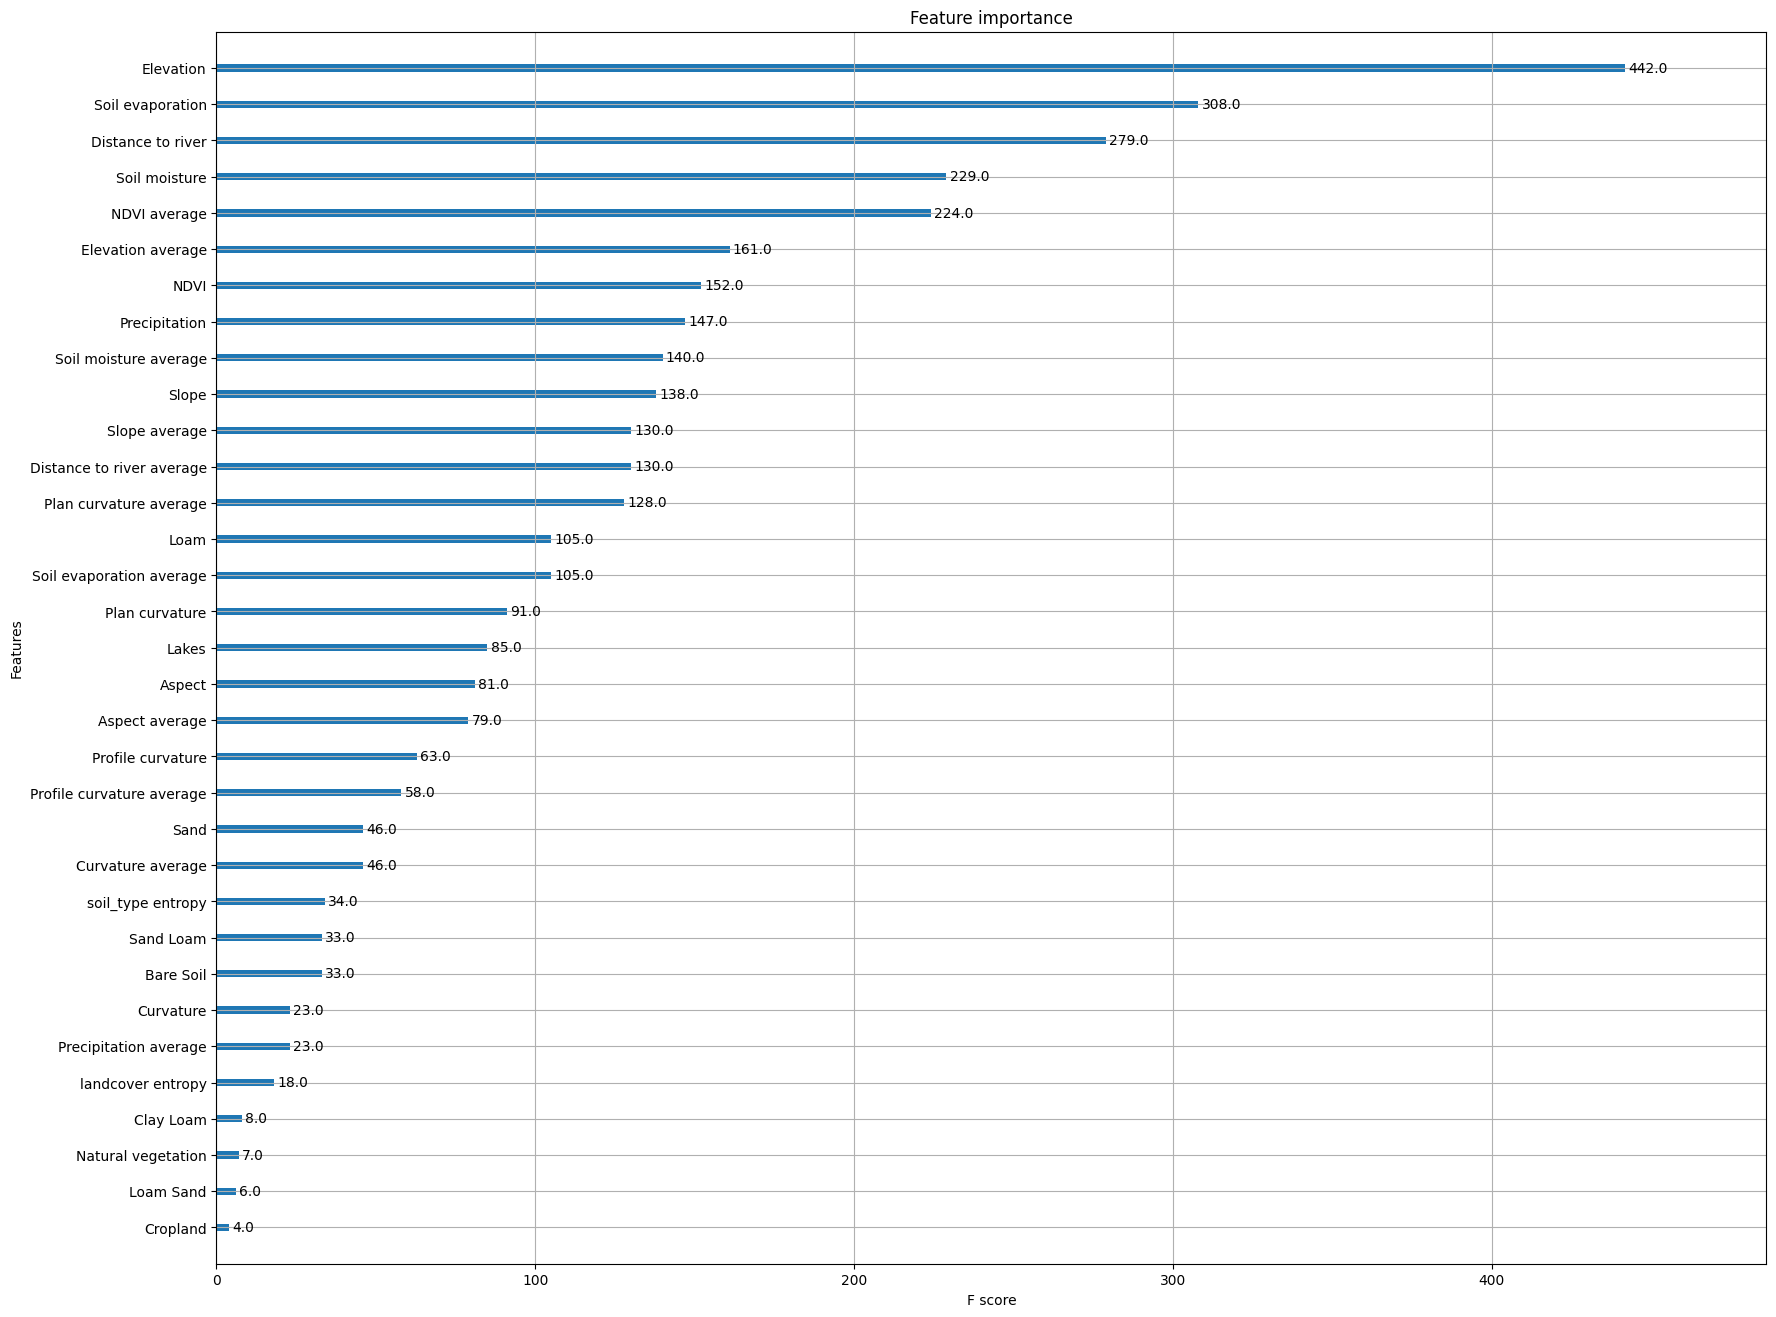 Feature importance
Elevation 442.0
Soil evaporation 308.0
Distance to river 279.0
Soil moisture 229.0
NDVI average 224.0
Elevation average 161.0
NDVI 152.0
Precipitation 147.0
Soil moisture average 140.0
Slope 138.0
Slope average 130.0
Distance to river average 130.0
Plan curvature average 128.0
Loam 105.0
Soil evaporation average 105.0
Plan curvature 91.0
Lakes 85.0
Aspect 81.0
Aspect average 79.0
Profile curvature 63.0
Profile curvature average 58.0
Sand 46.0
Curvature average 46.0
soil_type entropy 34.0
Sand Loam 33.0
Bare Soil 33.0
Curvature 23.0
Precipitation average 23.0
landcover entropy 18.0
Clay Loam 8.0
Natural vegetation 7.0
Loam Sand 6.0
Cropland 4.0
Features
0 100 200 300 400
F score